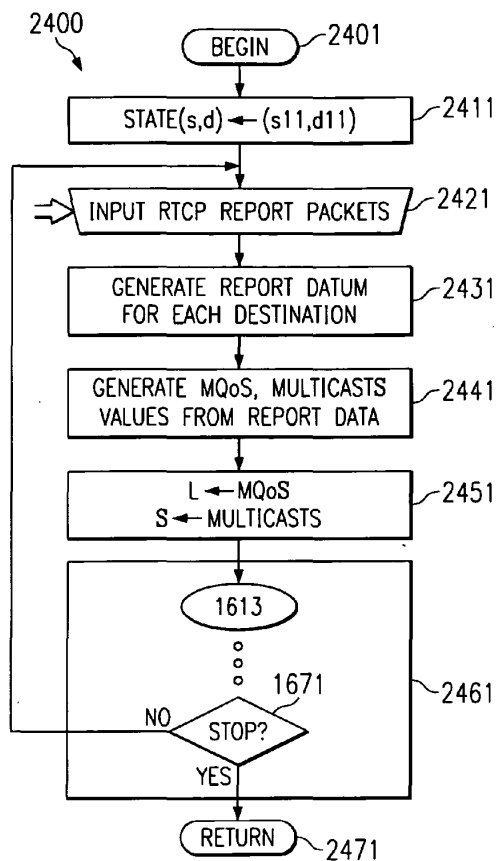 2400
BEGIN
2401
STATE(s,d) ← (s11,d11)
2411
INPUT RTCP REPORT PACKETS
2421
GENERATE REPORT DATUM
FOR EACH DESTINATION
2431
GENERATE MQoS, MULTICASTS
VALUES FROM REPORT DATA
2441
L ← MQoS
S ← MULTICASTS
2451
1613
2461
1671
STOP?
NO
YES
RETURN
2471